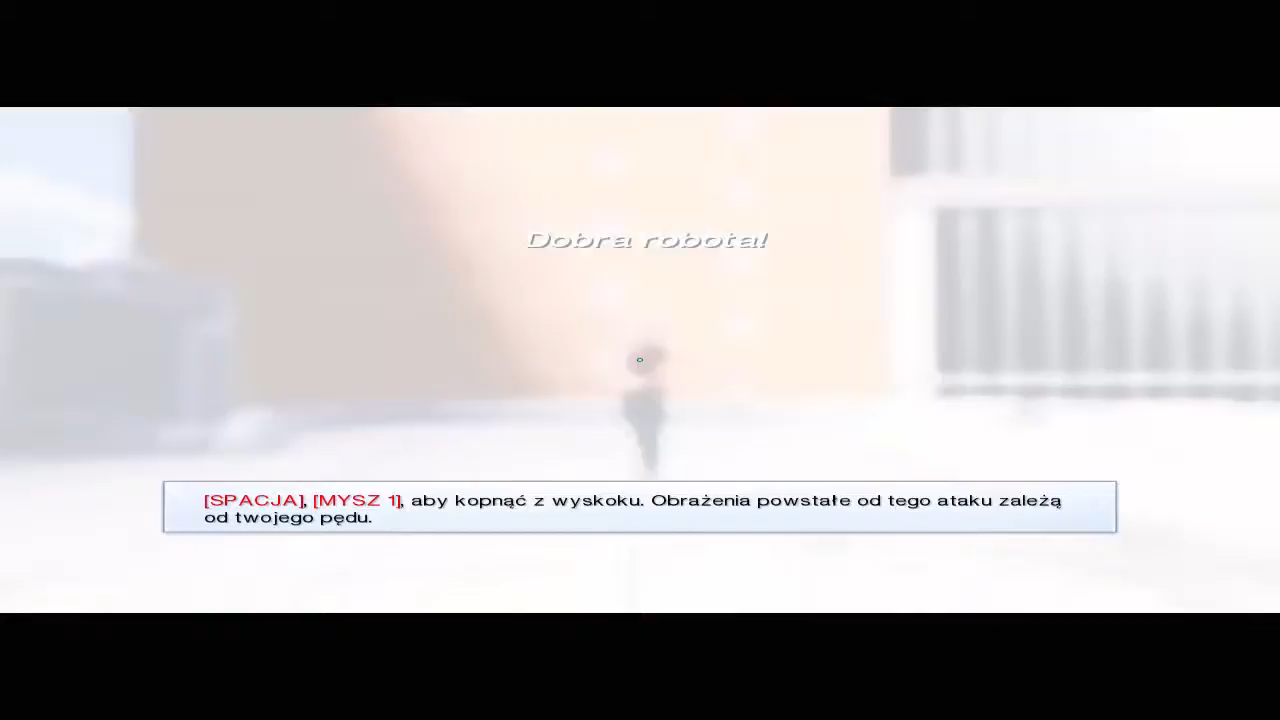 Dobra robota!
[SPACJA], [MYSZ 1], aby kopnąć z wyskoku. Obrażenia powstałe od tego ataku zależą
od twojego pędu.